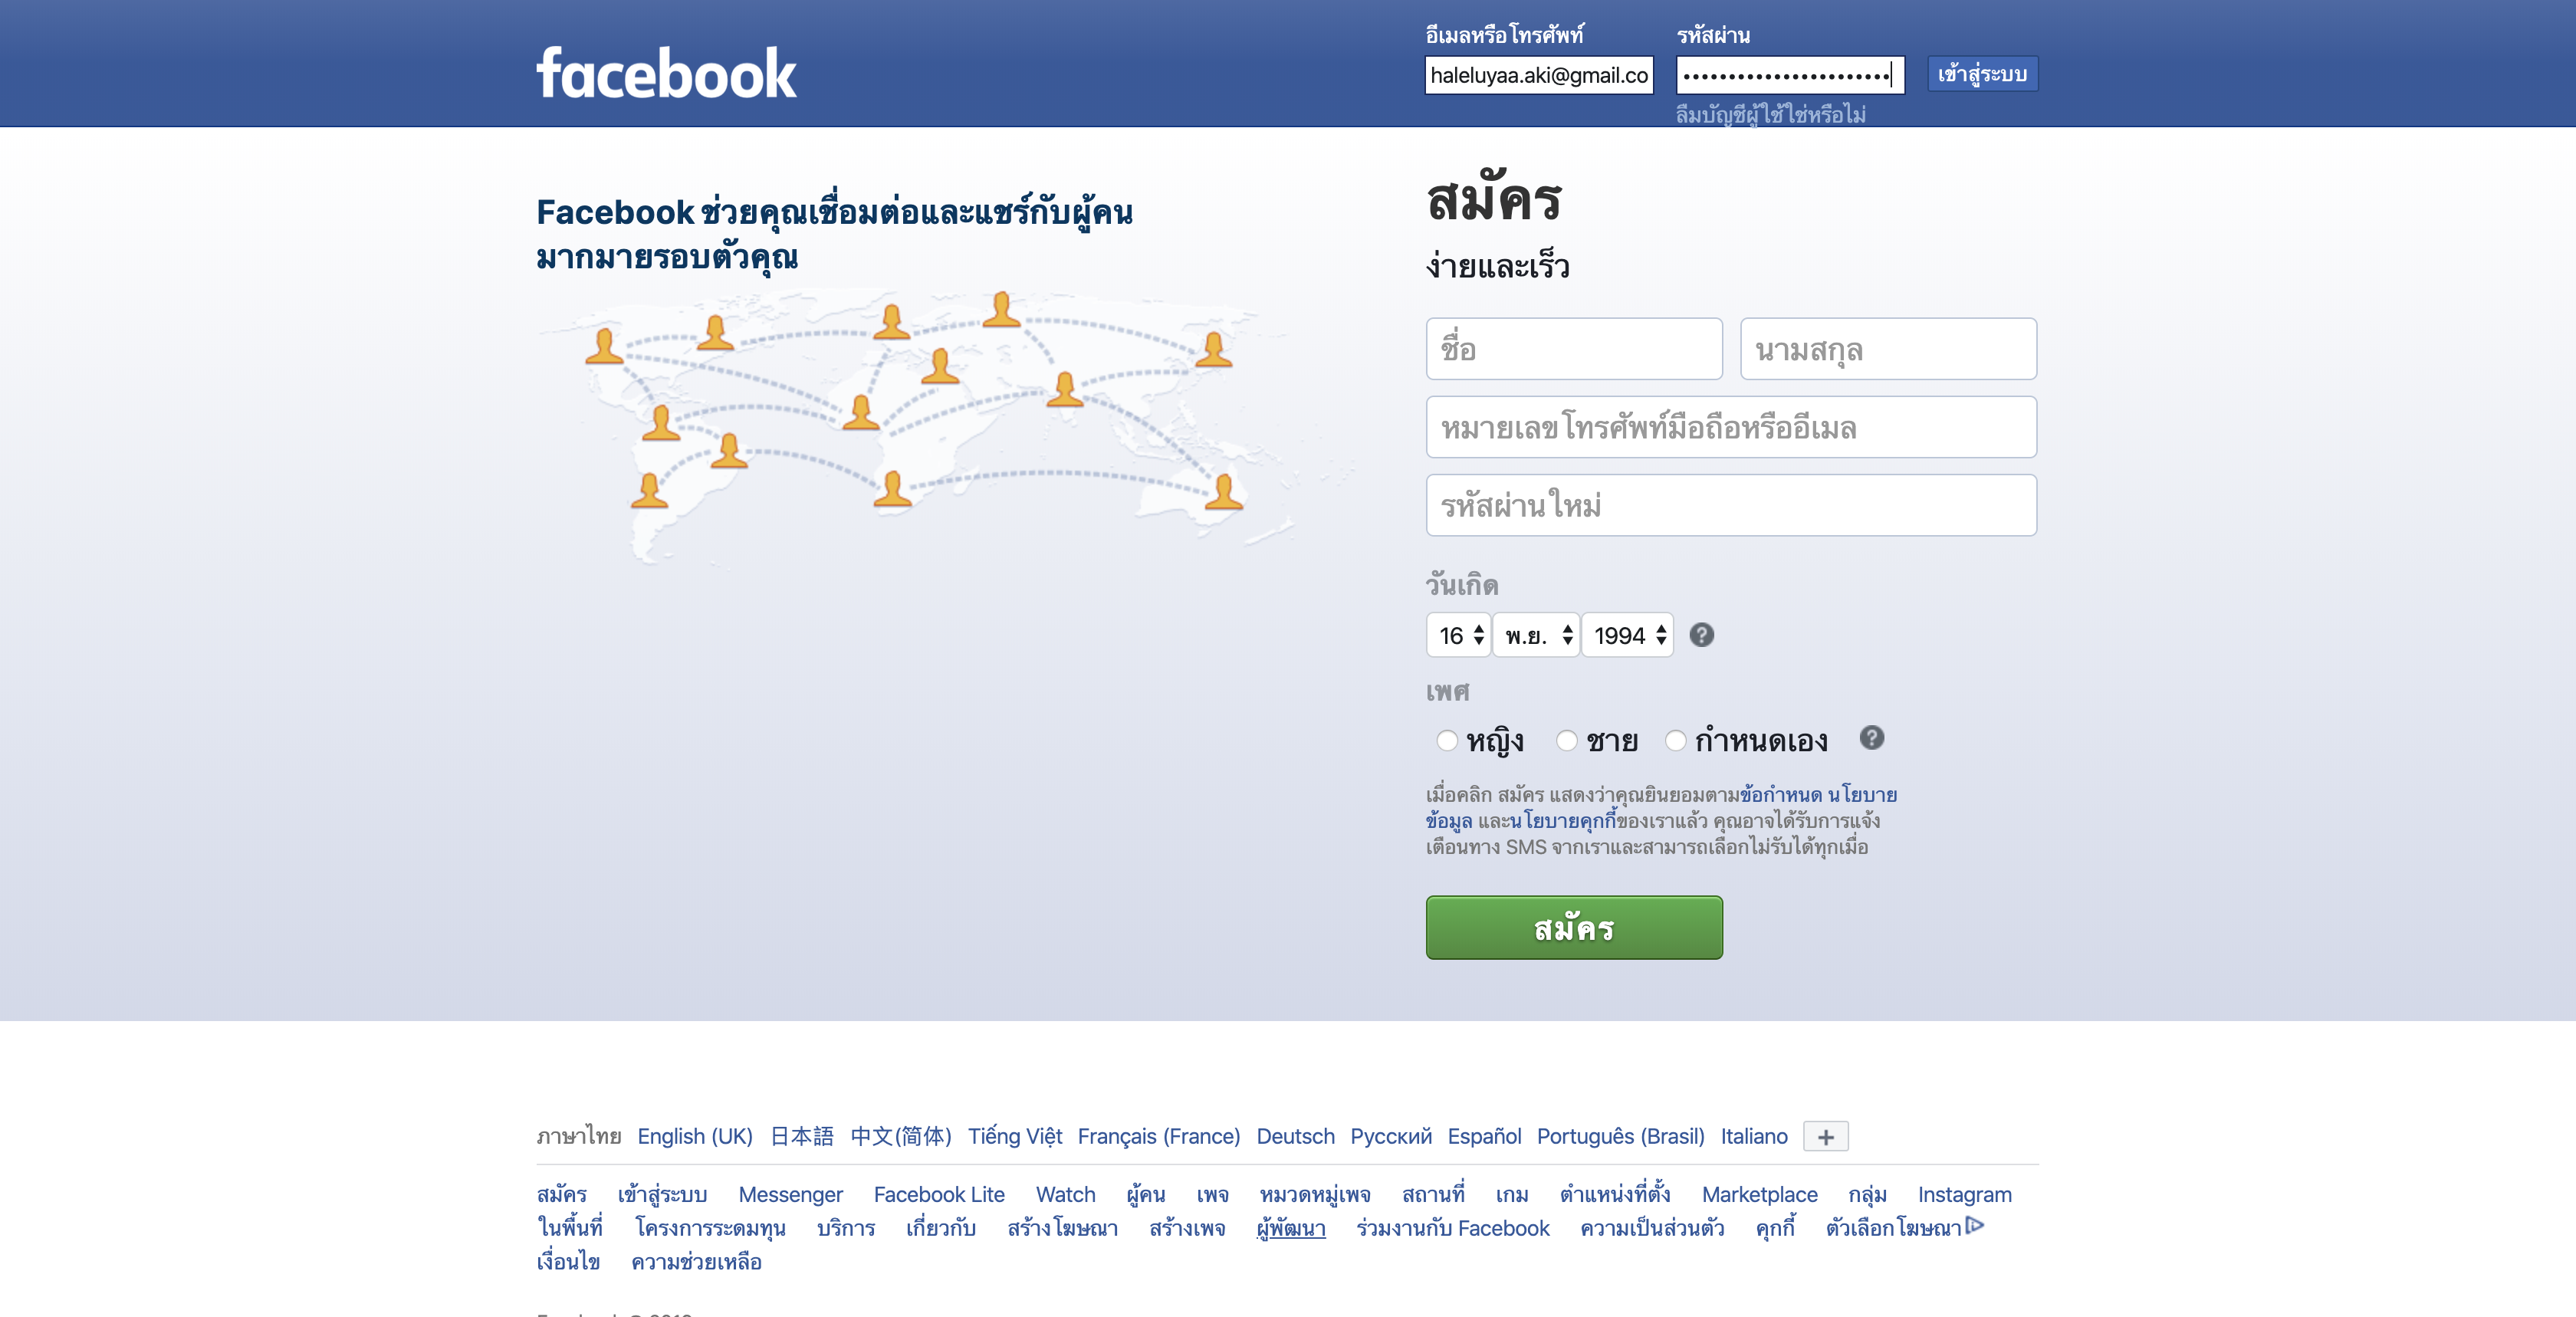 facebook
อีเมลหรือโทรศัพท์
รหัสผ่าน
haleluyaa.aki@gmail.co
•••••••••••••••••••••••
เข้าสู่ระบบ
ลืมบัญชีผู้ใช้ใช่หรือไม่
Facebook ช่วยคุณเชื่อมต่อและแชร์กับผู้คน
มากมายรอบตัวคุณ
สมัคร
ง่ายและเร็ว
ชื่อ
นามสกุล
หมายเลขโทรศัพท์มือถือหรืออีเมล
รหัสผ่านใหม่
วันเกิด
16 พ.ย. 1994 ?
เพศ
หญิง ชาย กำหนดเอง ?
เมื่อคลิก สมัคร แสดงว่าคุณยินยอมตามข้อกำหนด นโยบาย
ข้อมูล และนโยบายคุกกี้ของเราแล้ว คุณอาจได้รับการแจ้ง
เตือนทาง SMS จากเราและสามารถเลือกไม่รับได้ทุกเมื่อ
สมัคร
ภาษาไทย English (UK) 日本語 中文(简体) Tiếng Việt Français (France) Deutsch Русский Español Português (Brasil) Italiano +
สมัคร เข้าสู่ระบบ Messenger Facebook Lite Watch ผู้คน เพจ หมวดหมู่เพจ สถานที่ เกม ตำแหน่งที่ตั้ง Marketplace กลุ่ม Instagram
ในพื้นที่ โครงการระดมทุน บริการ เกี่ยวกับ สร้างโฆษณา สร้างเพจ ผู้พัฒนา ร่วมงานกับ Facebook ความเป็นส่วนตัว คุกกี้ ตัวเลือกโฆษณา
เงื่อนไข ความช่วยเหลือ